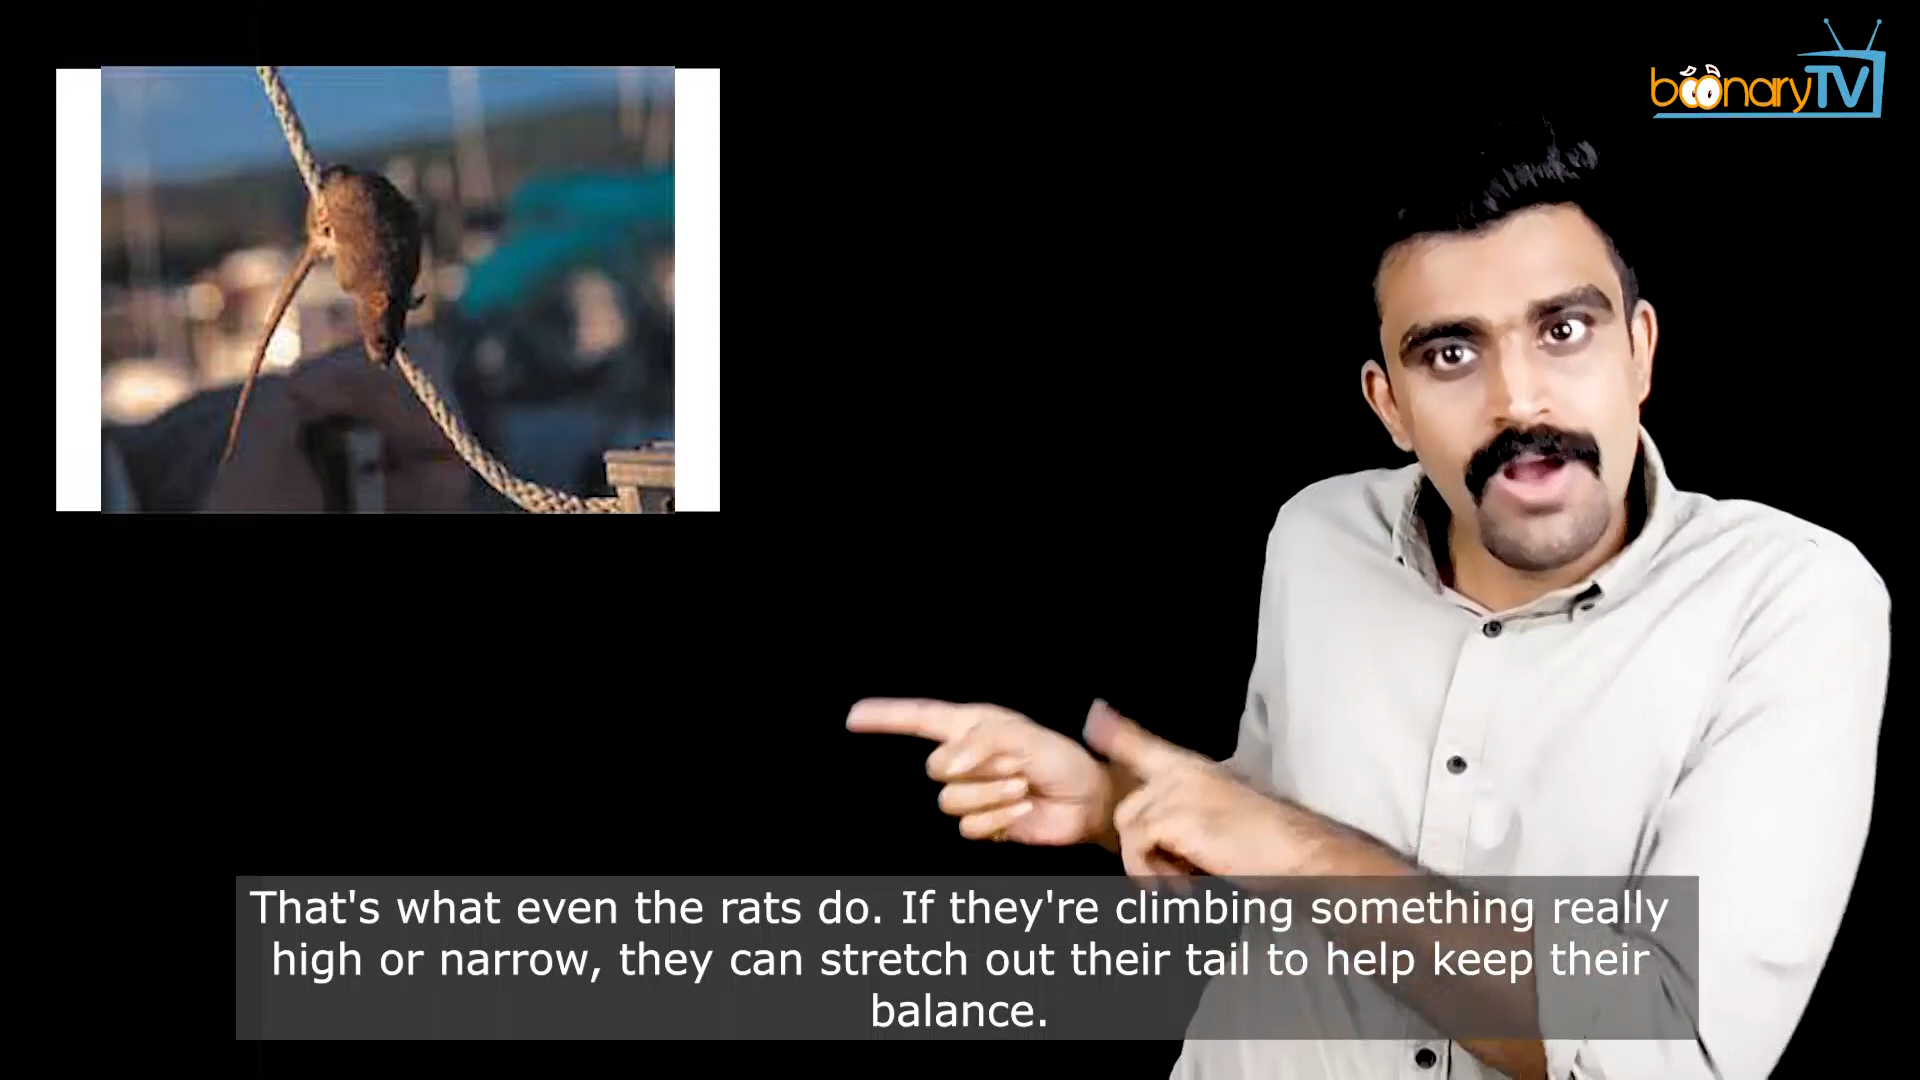 boonaryTV
That's what even the rats do. If they're climbing something really
high or narrow, they can stretch out their tail to help keep their
balance.